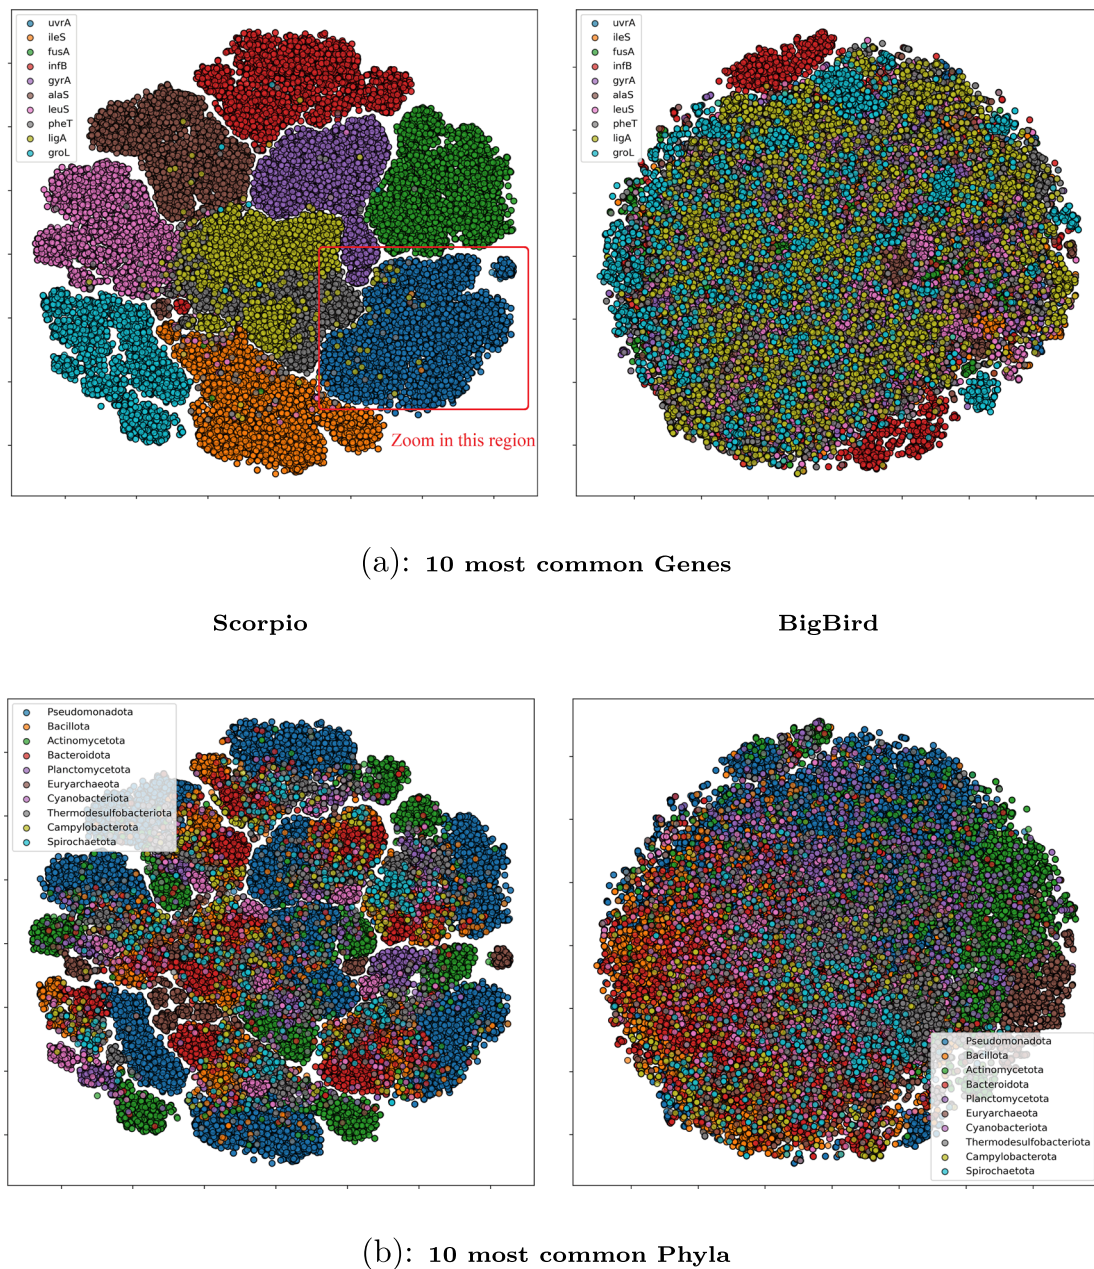 uvrA
ileS
fusA
infB
gyrA
alaS
leuS
pheT
ligA
groL
Zoom in this region
uvrA
ileS
fusA
infB
gyrA
alaS
leuS
pheT
ligA
groL
(a): 10 most common Genes
Scorpio
BigBird
Pseudomonadota
Bacillota
Actinomycetota
Bacteroidota
Planctomycetota
Euryarchaeota
Cyanobacteriota
Thermodesulfobacteriota
Campylobacterota
Spirochaetota
Pseudomonadota
Bacillota
Actinomycetota
Bacteroidota
Planctomycetota
Euryarchaeota
Cyanobacteriota
Thermodesulfobacteriota
Campylobacterota
Spirochaetota
(b): 10 most common Phyla